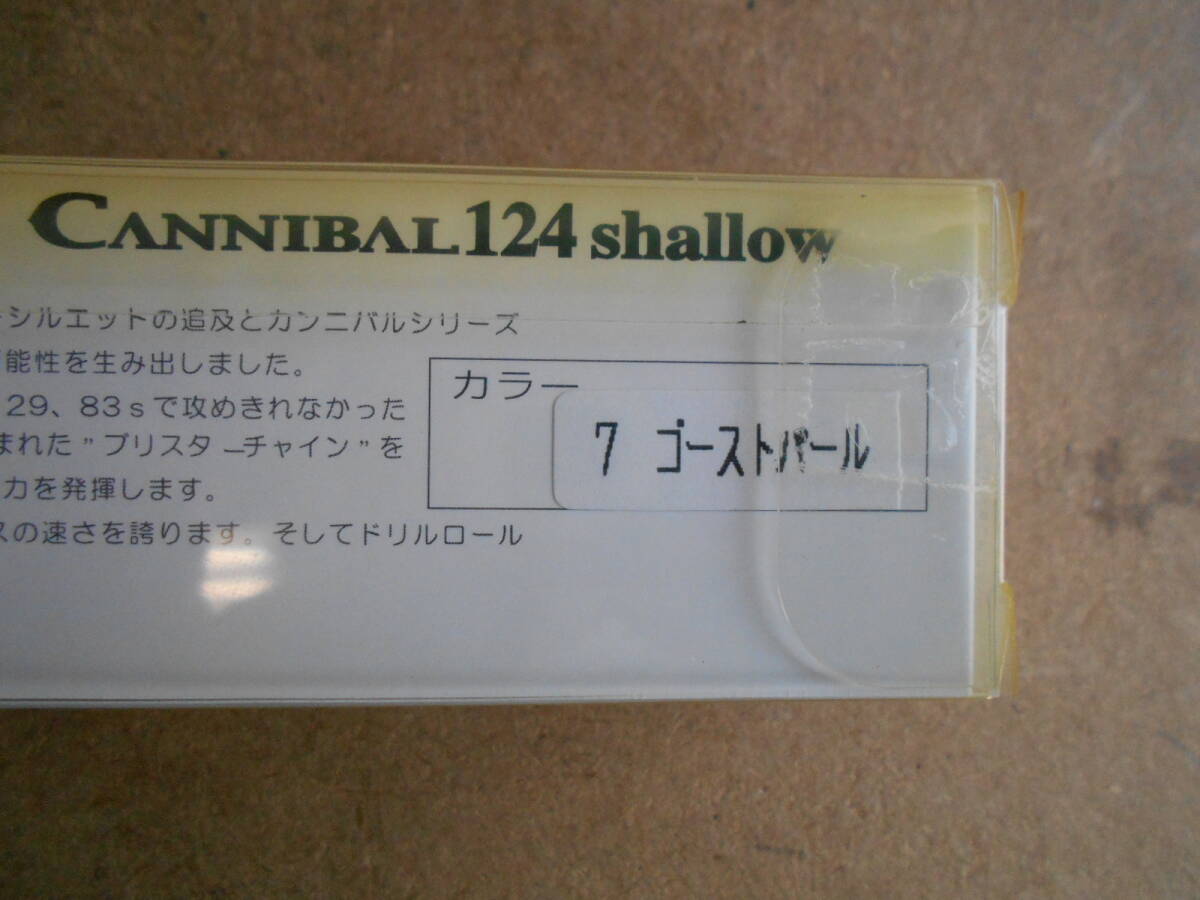 CANNIBAL 124 shallow
シルエットの追及とカンニバルシリーズ
能性を生み出しました。
カラー
29、83sで攻めきれなかった
まれた”ブリスターチャイン”を
7 ゴーストパール
力を発揮します。
スの速さを誇ります。そしてドリルロール